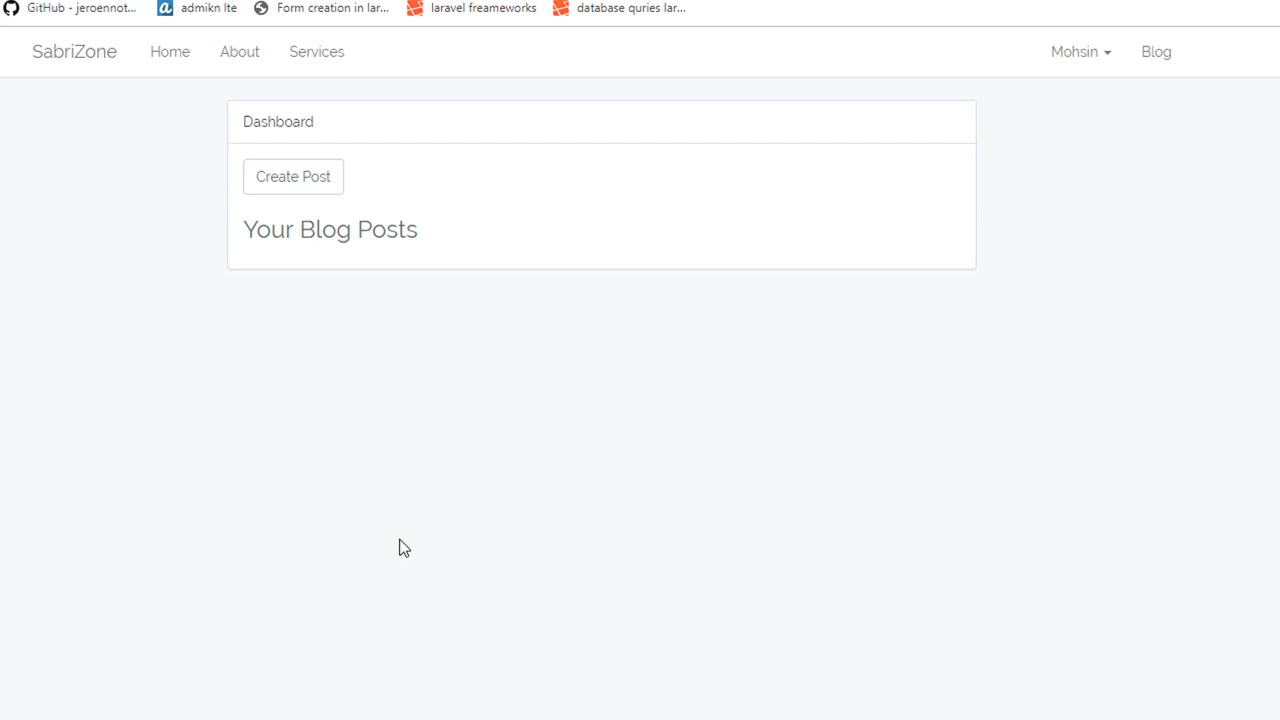 GitHub - jeroennot... admikn lte Form creation in lar... laravel freameworks database quries lar...
SabriZone Home About Services Mohsin Blog
Dashboard
Create Post
Your Blog Posts